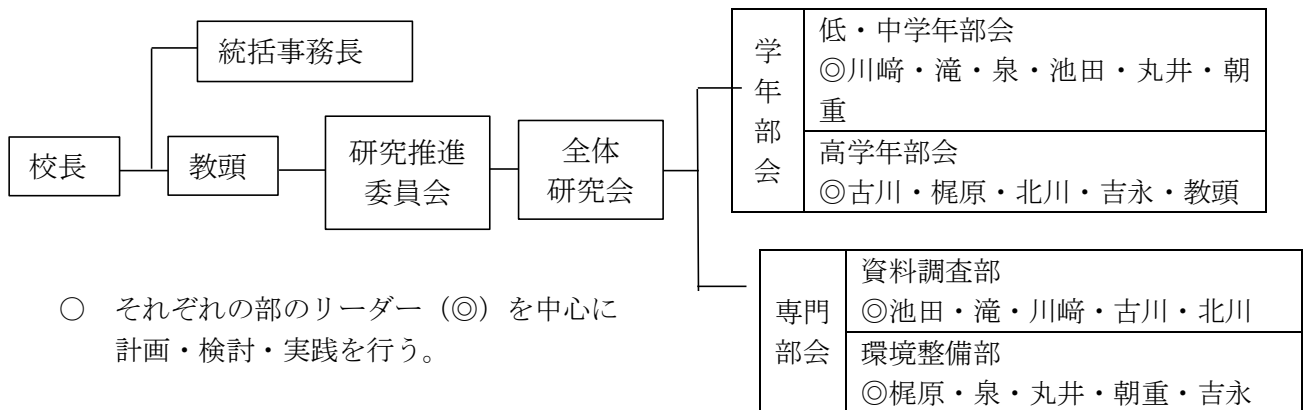 統括事務長
校長
教頭
研究推進
委員会
全体
研究会
学年部会
低・中学年部会
◎川﨑・滝・泉・池田・丸井・朝
重
高学年部会
◎古川・梶原・北川・吉永・教頭
○ それぞれの部のリーダー（◎）を中心に
計画・検討・実践を行う。
専門
部会
資料調査部
◎池田・滝・川﨑・古川・北川
環境整備部
◎梶原・泉・丸井・朝重・吉永